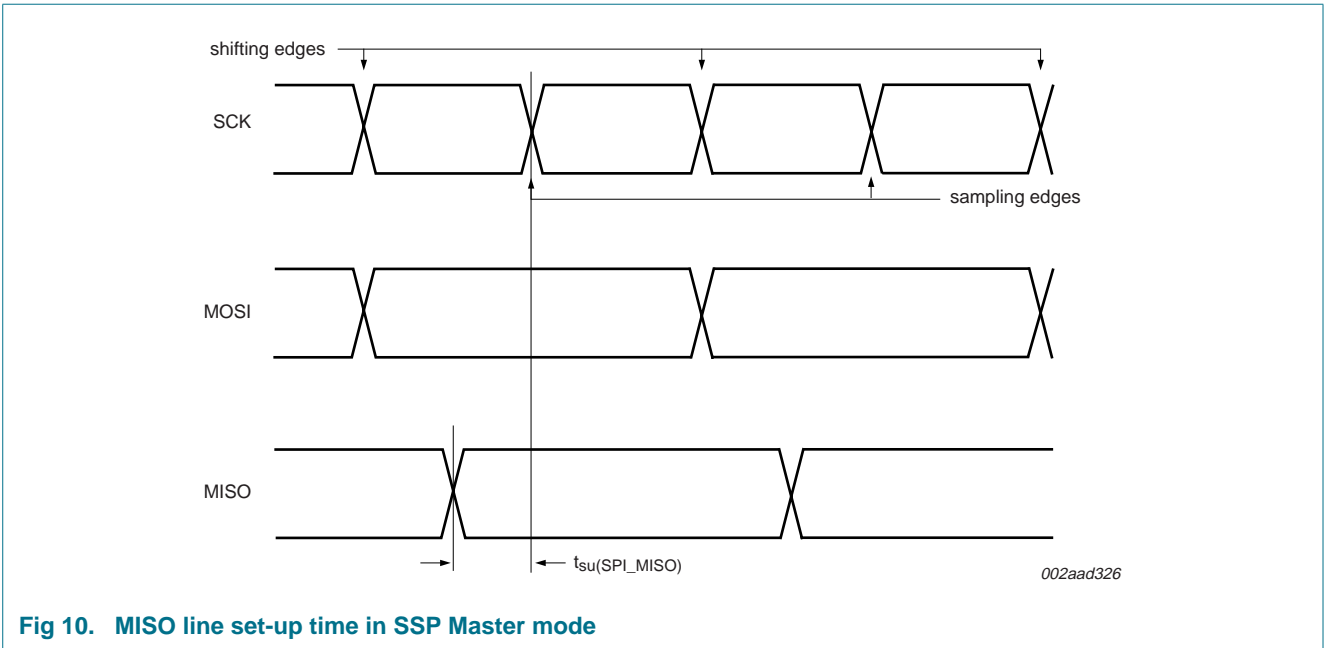 shifting edges
SCK
sampling edges
MOSI
MISO
tsu(SPI_MISO)
002aad326
Fig 10. MISO line set-up time in SSP Master mode